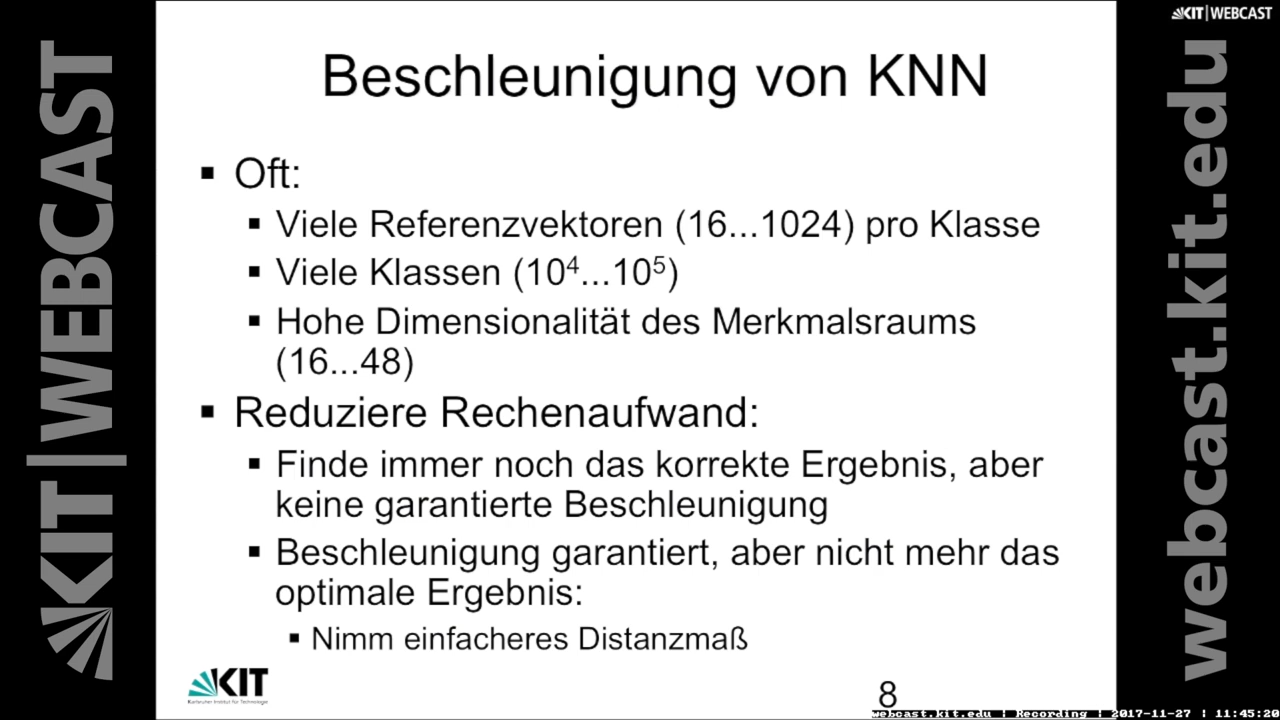 KIT|WEBCAST
KIT|WEBCAST
webcast.kit.edu
Beschleunigung von KNN
▪ Oft:
▪ Viele Referenzvektoren (16...1024) pro Klasse
▪ Viele Klassen (10⁴...10⁵)
▪ Hohe Dimensionalität des Merkmalsraums
(16...48)
▪ Reduziere Rechenaufwand:
▪ Finde immer noch das korrekte Ergebnis, aber
keine garantierte Beschleunigung
▪ Beschleunigung garantiert, aber nicht mehr das
optimale Ergebnis:
▪ Nimm einfacheres Distanzmaß
KIT
Karlsruher Institut für Technologie
8
webcast.kit.edu | Recording | 2017-11-27 | 11:45:20